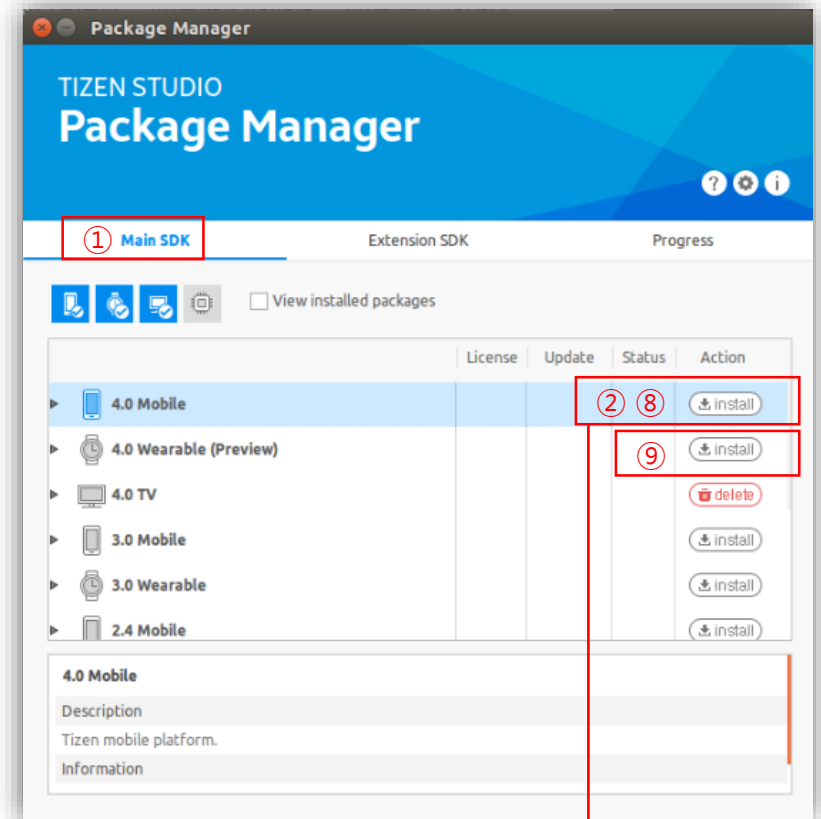 Package Manager
TIZEN STUDIO
Package Manager
? i
① Main SDK Extension SDK Progress
View installed packages
License Update Status Action
4.0 Mobile ② ⑧ install
4.0 Wearable (Preview) ⑨ install
4.0 TV delete
3.0 Mobile install
3.0 Wearable install
2.4 Mobile install
4.0 Mobile
Description
Tizen mobile platform.
Information